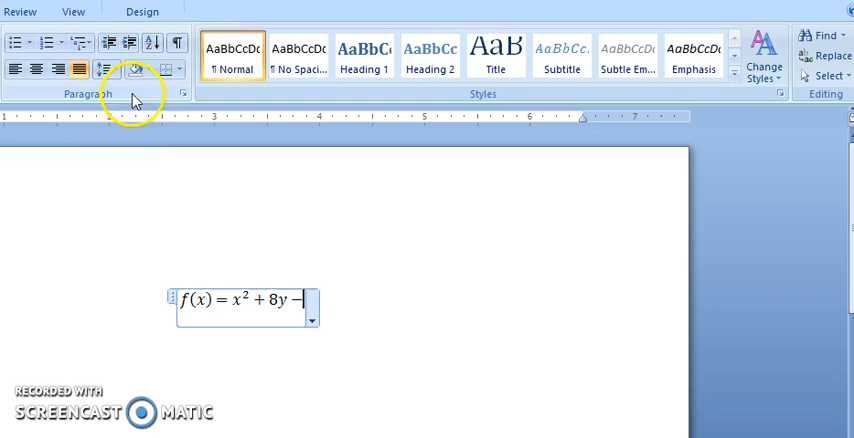 Review View Design
AaBbCcDc AaBbCcDc AaBbCc AaBbCc AaB AaBbCc AaBbCcDc AaBbCcDc
¶ Normal ¶ No Spaci... Heading 1 Heading 2 Title Subtitle Subtle Em... Emphasis
Change
Styles
Find
Replace
Select
Paragraph Styles Editing
1 2 3 4 5 6 7
f(x) = x² + 8y −
RECORDED WITH
SCREENCAST MATIC